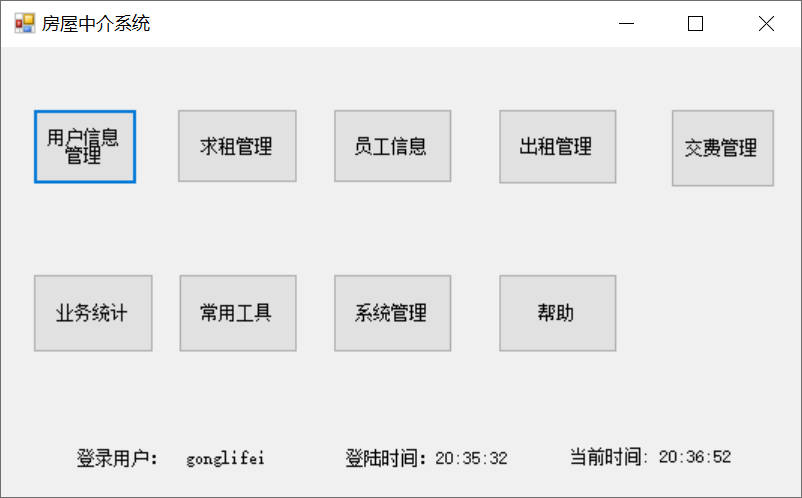 房屋中介系统
用户信息
管理
求租管理
员工信息
出租管理
交费管理
业务统计
常用工具
系统管理
帮助
登录用户： gonglifei
登陆时间：20:35:32
当前时间: 20:36:52